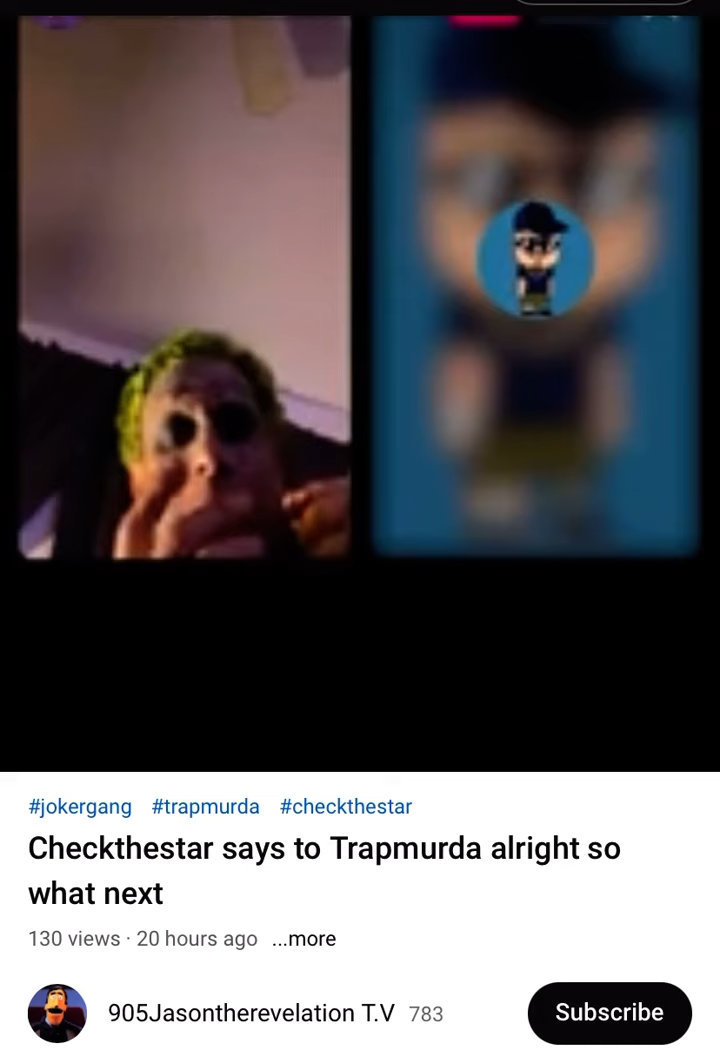 #jokergang #trapmurda #checkthestar
Checkthestar says to Trapmurda alright so
what next
130 views · 20 hours ago ...more
905Jasontherevelation T.V 783
Subscribe